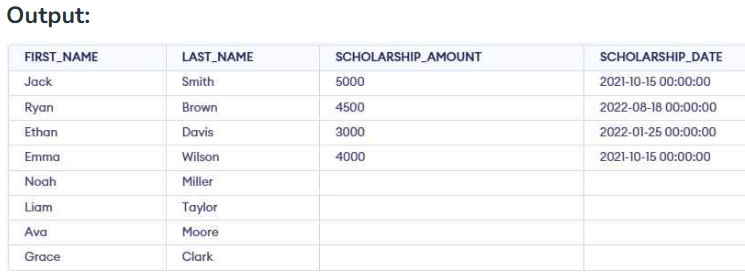 Output:
FIRST_NAME LAST_NAME SCHOLARSHIP_AMOUNT SCHOLARSHIP_DATE
Jack Smith 5000 2021-10-15 00:00:00
Ryan Brown 4500 2022-08-18 00:00:00
Ethan Davis 3000 2022-01-25 00:00:00
Emma Wilson 4000 2021-10-15 00:00:00
Noah Miller
Liam Taylor
Ava Moore
Grace Clark